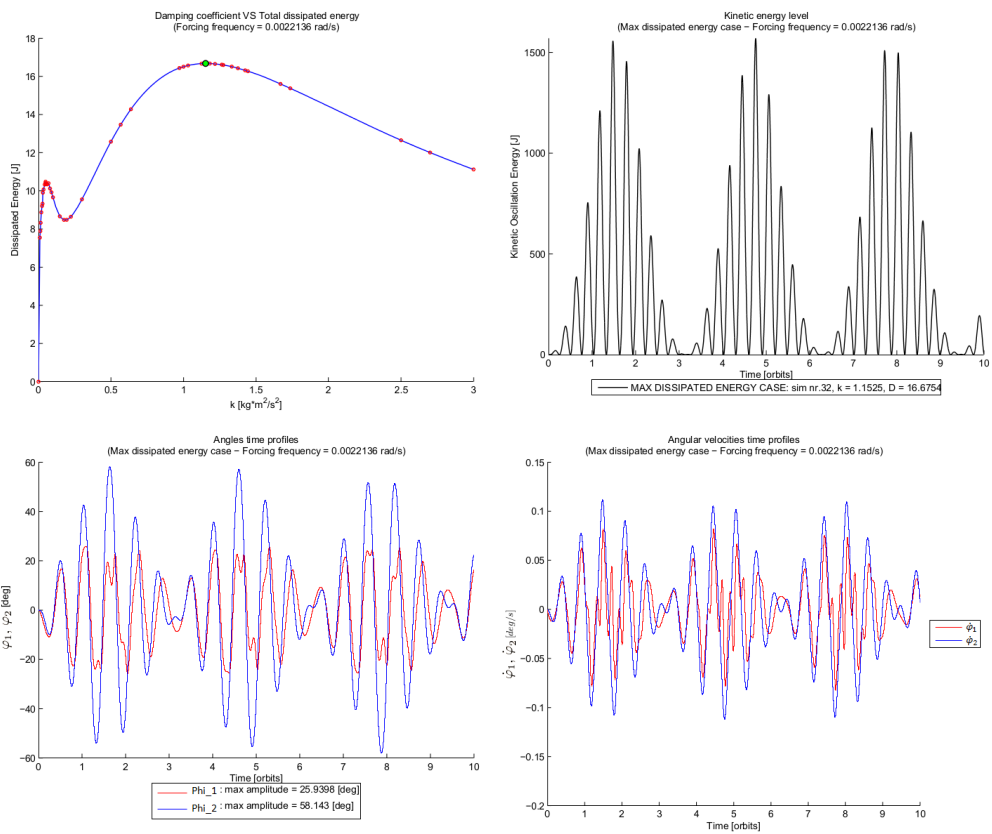 Damping coefficient VS Total dissipated energy
(Forcing frequency = 0.0022136 rad/s)
18
16
14
12
10
8
6
4
2
0
Dissipated Energy [J]
0
0.5
1
1.5
2
2.5
3
k [kg*m²/s²]
Kinetic energy level
(Max dissipated energy case − Forcing frequency = 0.0022136 rad/s)
1500
1000
500
0
Kinetic Oscillation Energy [J]
0 1 2 3 4 5 6 7 8 9 10
Time [orbits]
MAX DISSIPATED ENERGY CASE: sim nr.32, k = 1.1525, D = 16.6754
Angles time profiles
(Max dissipated energy case − Forcing frequency = 0.0022136 rad/s)
60
40
20
0
−20
−40
−60
φ₁, φ₂ [deg]
0 1 2 3 4 5 6 7 8 9 10
Time [orbits]
Phi_1 : max amplitude = 25.9398 [deg]
Phi_2 : max amplitude = 58.143 [deg]
Angular velocities time profiles
(Max dissipated energy case − Forcing frequency = 0.0022136 rad/s)
0.15
0.1
0.05
0
−0.05
−0.1
−0.15
−0.2
φ̇₁, φ̇₂ [deg/s]
0 1 2 3 4 5 6 7 8 9 10
Time [orbits]
φ̇₁
φ̇₂